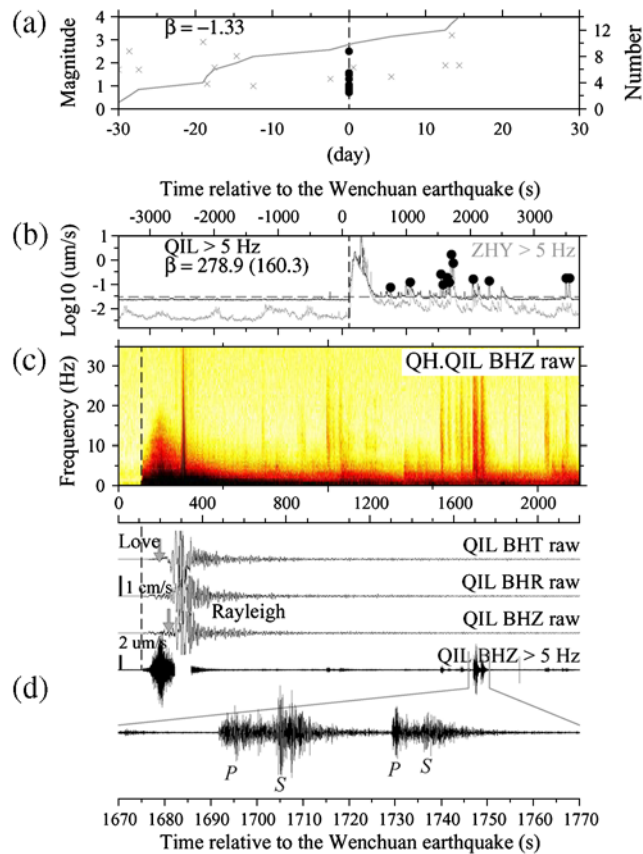 (a)
β = −1.33
Magnitude
Number
4
3
2
1
0
12
8
4
0
-30 -20 -10 0 10 20 30
(day)
Time relative to the Wenchuan earthquake (s)
-3000 -2000 -1000 0 1000 2000 3000
(b)
QIL > 5 Hz
β = 278.9 (160.3)
ZHY > 5 Hz
Log10 (um/s)
1
0
-1
-2
(c)
QH.QIL BHZ raw
Frequency (Hz)
30
20
10
0
0 400 800 1200 1600 2000
Love
QIL BHT raw
1 cm/s
QIL BHR raw
Rayleigh
QIL BHZ raw
2 um/s
QIL BHZ > 5 Hz
(d)
P S P S
1670 1680 1690 1700 1710 1720 1730 1740 1750 1760 1770
Time relative to the Wenchuan earthquake (s)